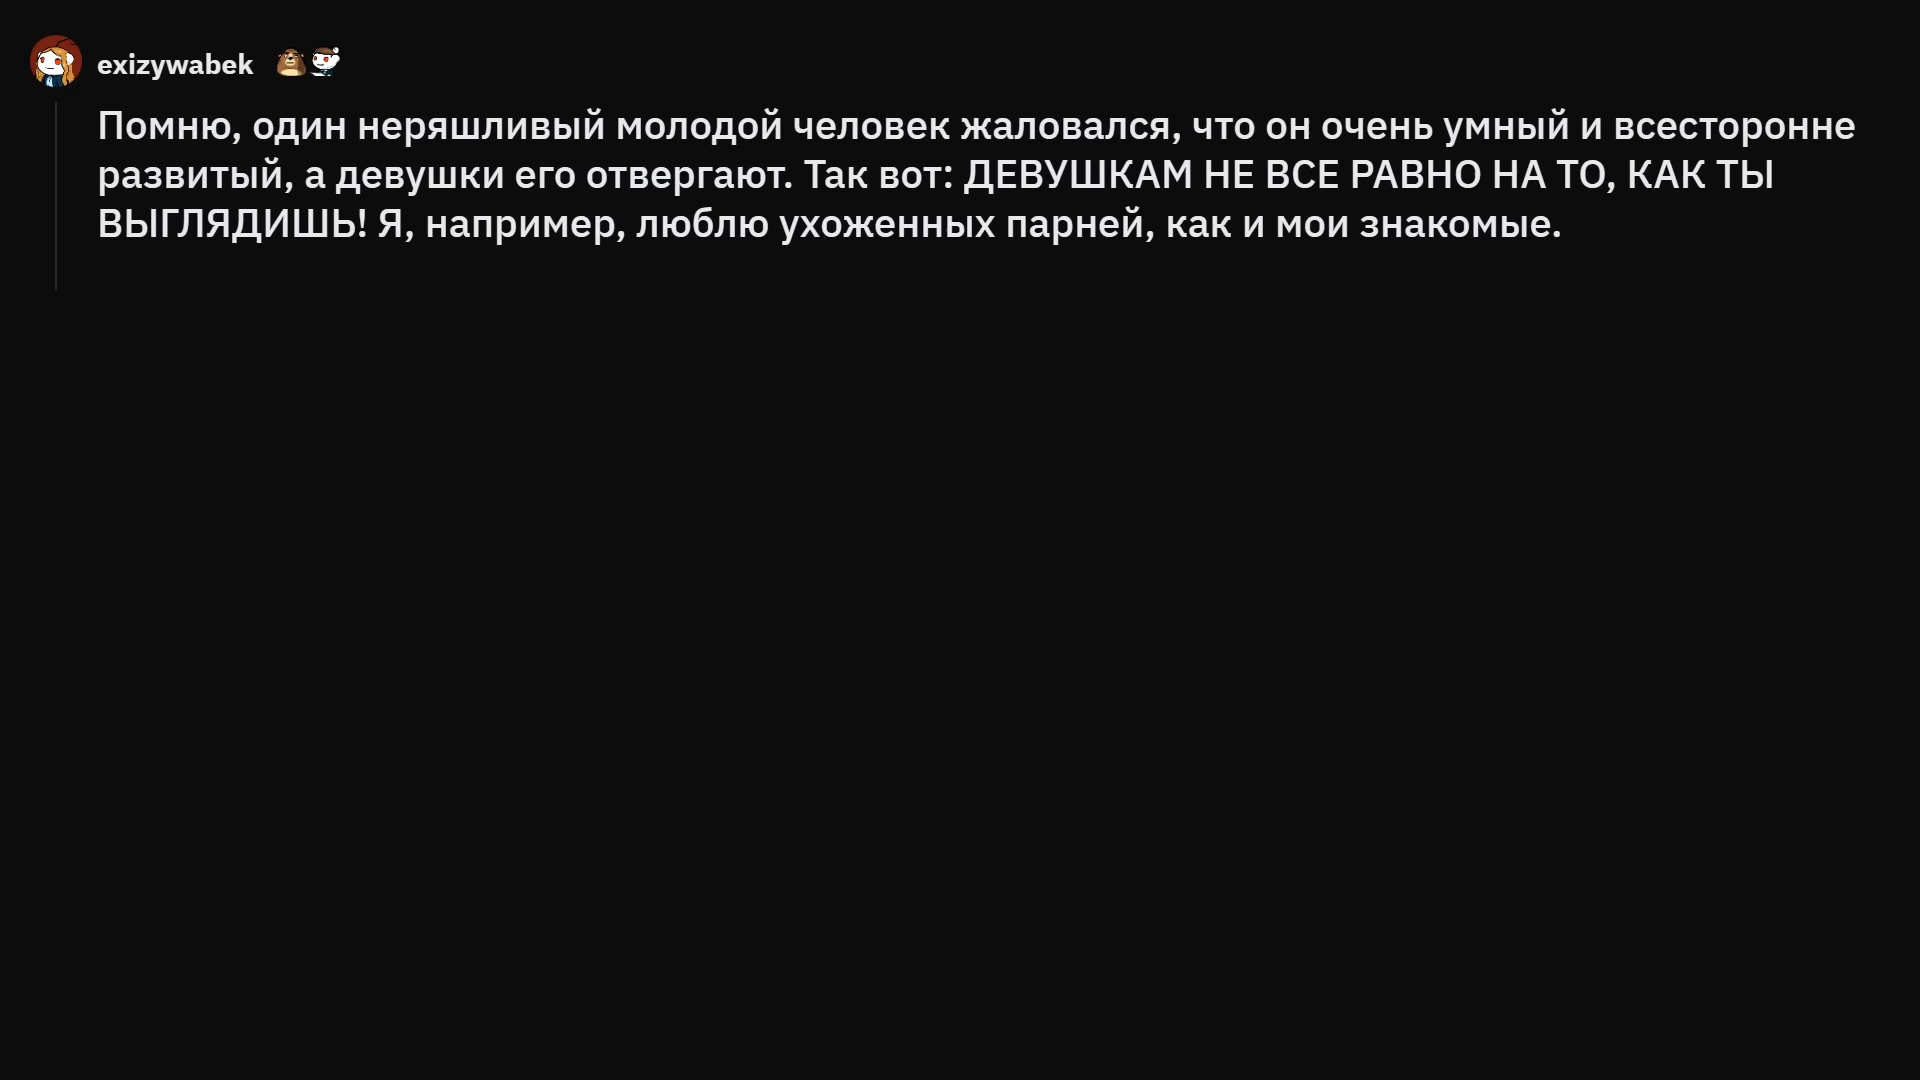 exizywabek
Помню, один неряшливый молодой человек жаловался, что он очень умный и всесторонне
развитый, а девушки его отвергают. Так вот: ДЕВУШКАМ НЕ ВСЕ РАВНО НА ТО, КАК ТЫ
ВЫГЛЯДИШЬ! Я, например, люблю ухоженных парней, как и мои знакомые.